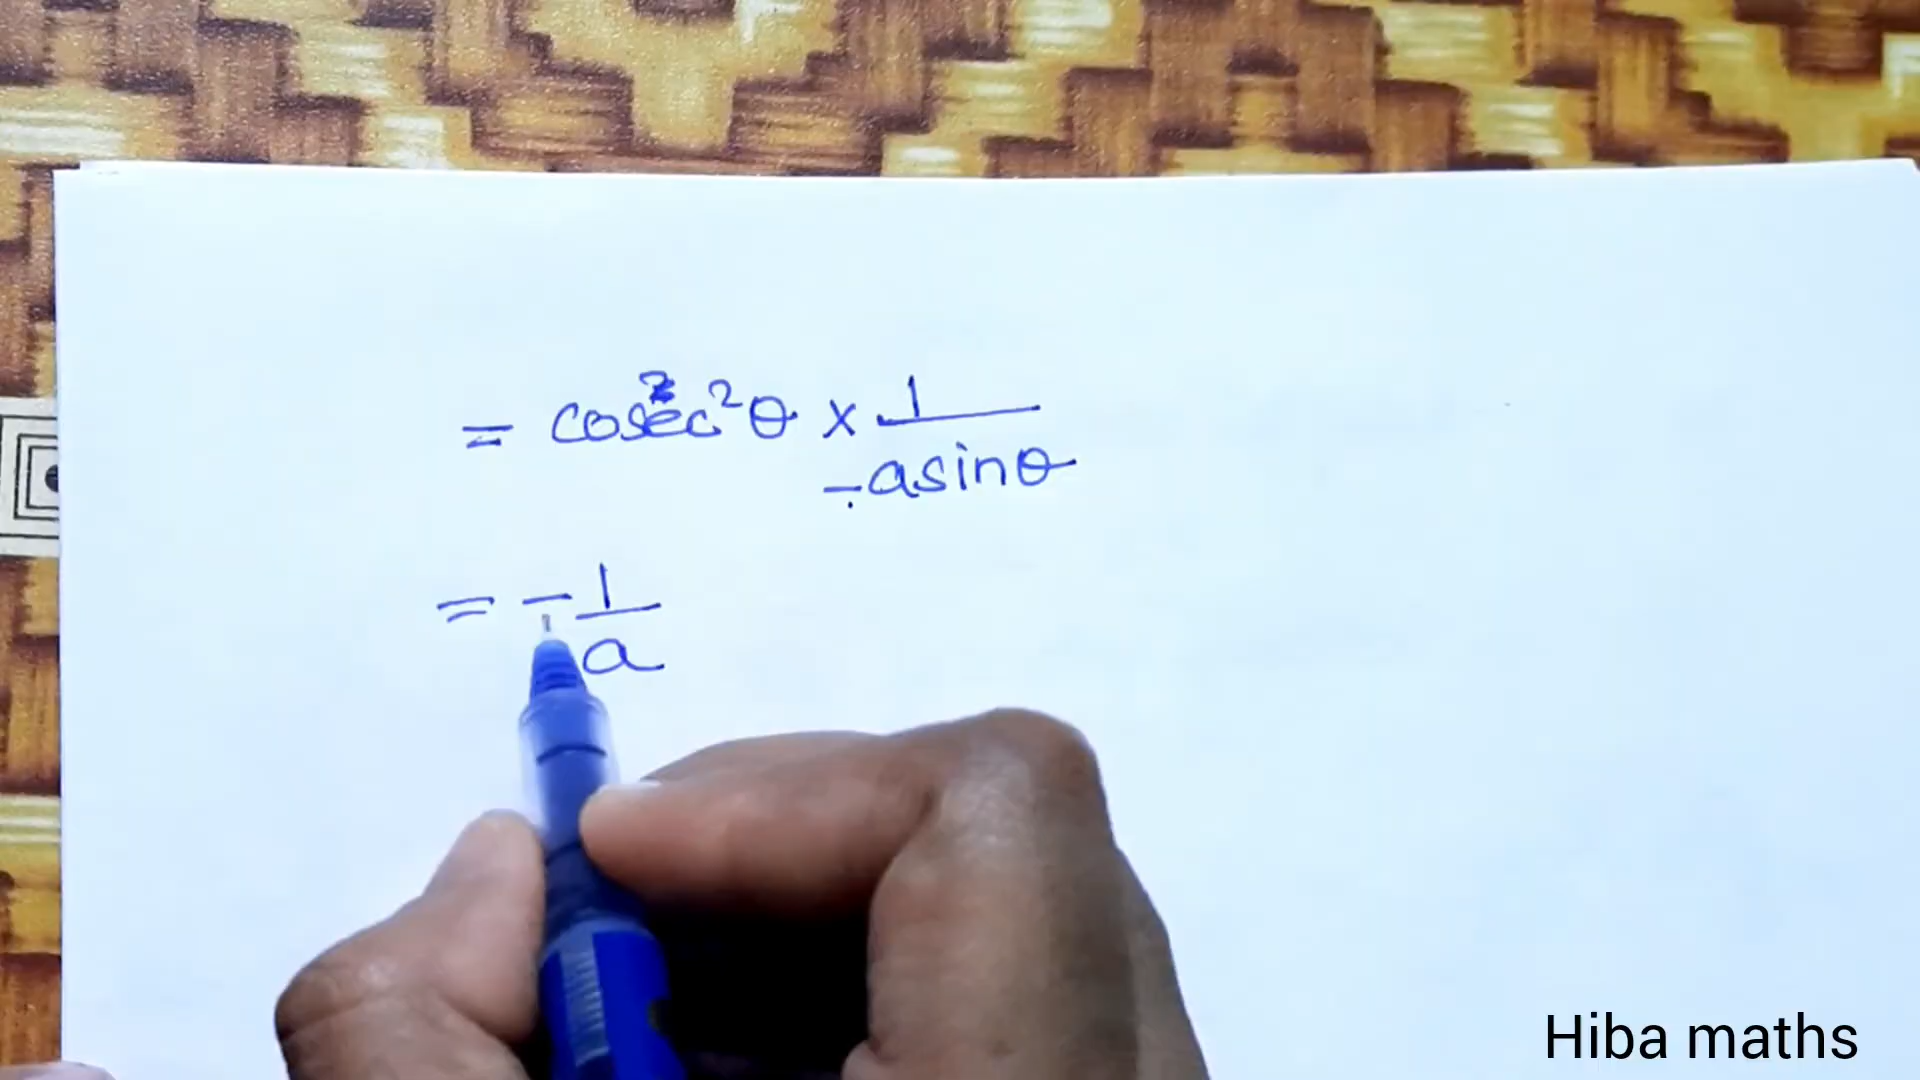 = cosec²θ × 1/-asinθ
= -1/a
Hiba maths